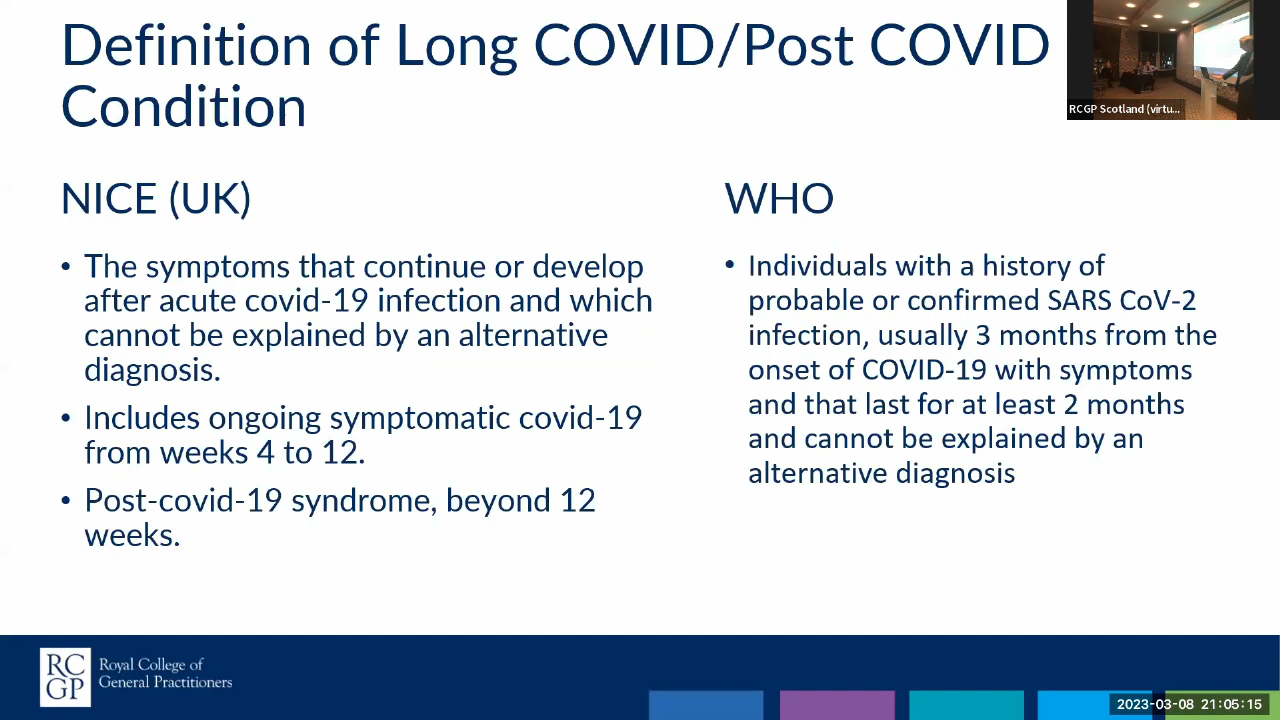 Definition of Long COVID/Post COVID
Condition
RCGP Scotland (virtu...
NICE (UK)
• The symptoms that continue or develop
after acute covid-19 infection and which
cannot be explained by an alternative
diagnosis.
• Includes ongoing symptomatic covid-19
from weeks 4 to 12.
• Post-covid-19 syndrome, beyond 12
weeks.
WHO
• Individuals with a history of
probable or confirmed SARS CoV-2
infection, usually 3 months from the
onset of COVID-19 with symptoms
and that last for at least 2 months
and cannot be explained by an
alternative diagnosis
RC
GP
Royal College of
General Practitioners
2023-03-08 21:05:15